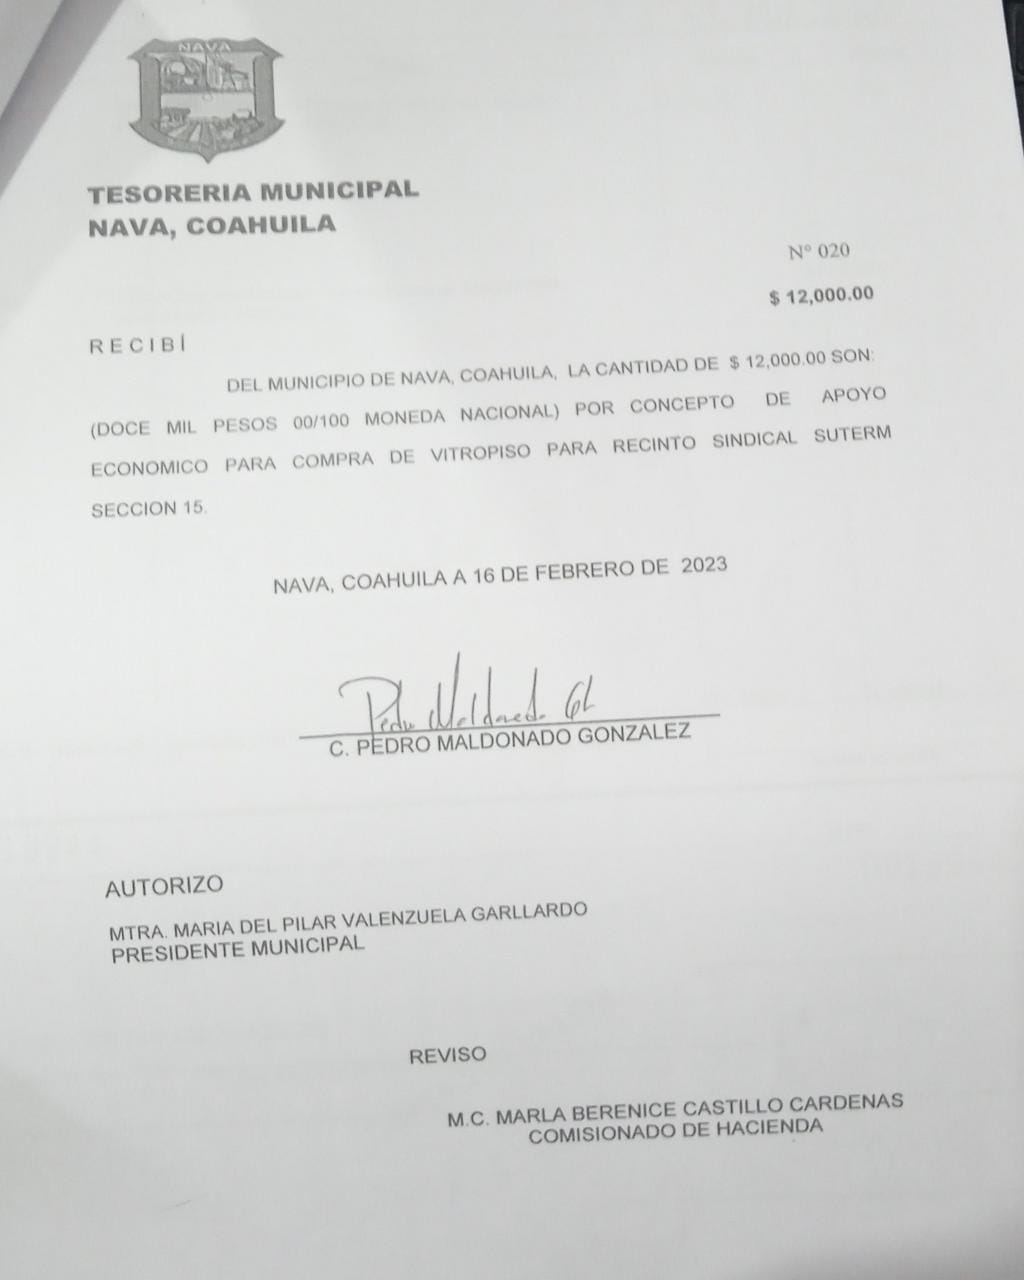 NAVA
TESORERIA MUNICIPAL
NAVA, COAHUILA
N° 020
$ 12,000.00
R E C I B Í
DEL MUNICIPIO DE NAVA, COAHUILA, LA CANTIDAD DE $ 12,000.00 SON:
(DOCE MIL PESOS 00/100 MONEDA NACIONAL) POR CONCEPTO DE APOYO
ECONOMICO PARA COMPRA DE VITROPISO PARA RECINTO SINDICAL SUTERM
SECCION 15.
NAVA, COAHUILA A 16 DE FEBRERO DE 2023
Pedro Maldonado Gl
C. PEDRO MALDONADO GONZALEZ
AUTORIZO
MTRA. MARIA DEL PILAR VALENZUELA GARLLARDO
PRESIDENTE MUNICIPAL
REVISO
M.C. MARLA BERENICE CASTILLO CARDENAS
COMISIONADO DE HACIENDA